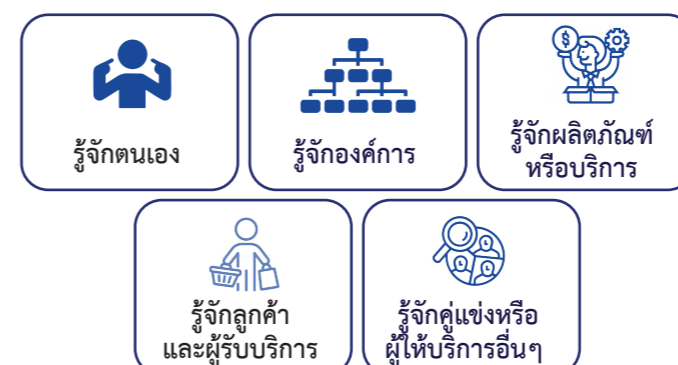 $
รู้จักตนเอง
รู้จักองค์การ
รู้จักผลิตภัณฑ์
หรือบริการ
รู้จักลูกค้า
และผู้รับบริการ
รู้จักคู่แข่งหรือ
ผู้ให้บริการอื่นๆ